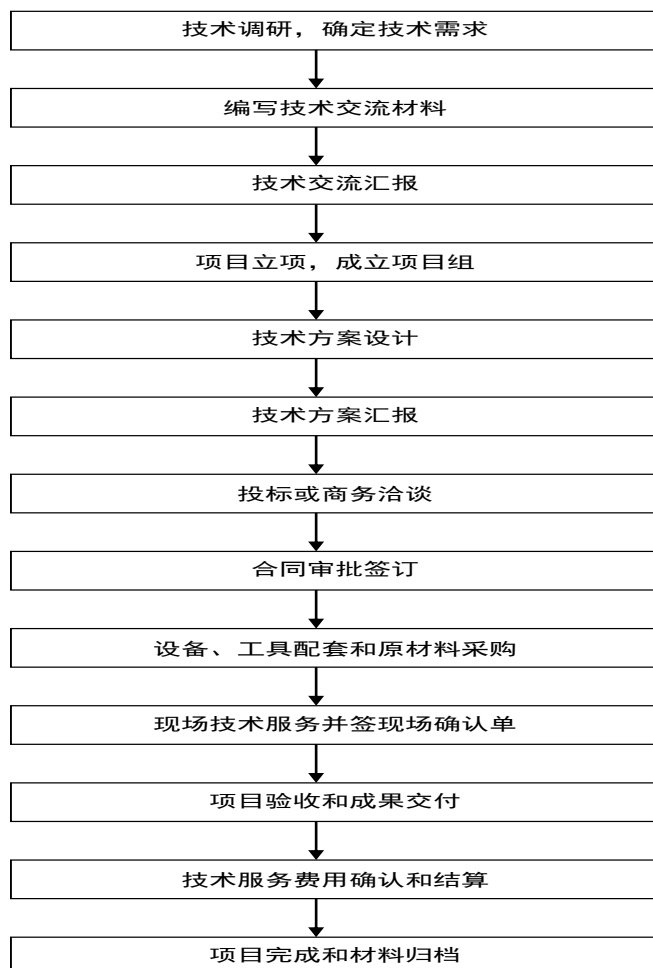 技术调研，确定技术需求
编写技术交流材料
技术交流汇报
项目立项，成立项目组
技术方案设计
技术方案汇报
投标或商务洽谈
合同审批签订
设备、工具配套和原材料采购
现场技术服务并签现场确认单
项目验收和成果交付
技术服务费用确认和结算
项目完成和材料归档